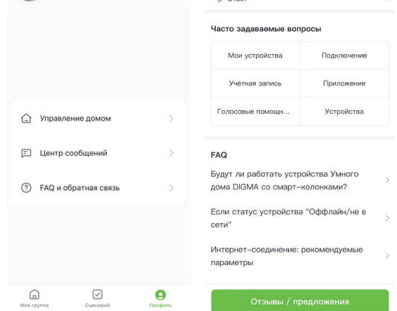 Управление домом
Центр сообщений
FAQ и обратная связь
Моя группа
Сценарий
Профиль
Часто задаваемые вопросы
Мои устройства
Подключение
Учётная запись
Приложение
Голосовые помощн...
Устройства
FAQ
Будут ли работать устройства Умного
дома DIGMA со смарт-колонками?
Если статус устройства "Оффлайн/не в
сети"
Интернет-соединение: рекомендуемые
параметры
Отзывы / предложения